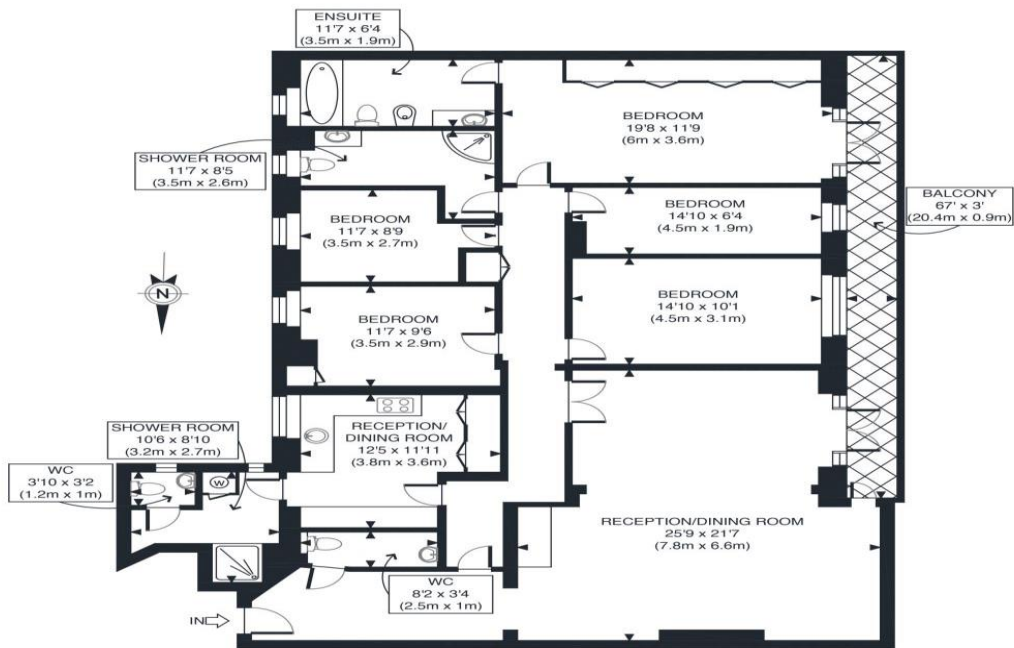 ENSUITE
11'7 x 6'4
(3.5m x 1.9m)
BEDROOM
19'8 x 11'9
(6m x 3.6m)
SHOWER ROOM
11'7 x 8'5
(3.5m x 2.6m)
BALCONY
67' x 3'
(20.4m x 0.9m)
BEDROOM
11'7 x 8'9
(3.5m x 2.7m)
BEDROOM
14'10 x 6'4
(4.5m x 1.9m)
N
BEDROOM
14'10 x 10'1
(4.5m x 3.1m)
BEDROOM
11'7 x 9'6
(3.5m x 2.9m)
SHOWER ROOM
10'6 x 8'10
(3.2m x 2.7m)
RECEPTION/
DINING ROOM
12'5 x 11'11
(3.8m x 3.6m)
WC
3'10 x 3'2
(1.2m x 1m)
W
RECEPTION/DINING ROOM
25'9 x 21'7
(7.8m x 6.6m)
WC
8'2 x 3'4
(2.5m x 1m)
IN